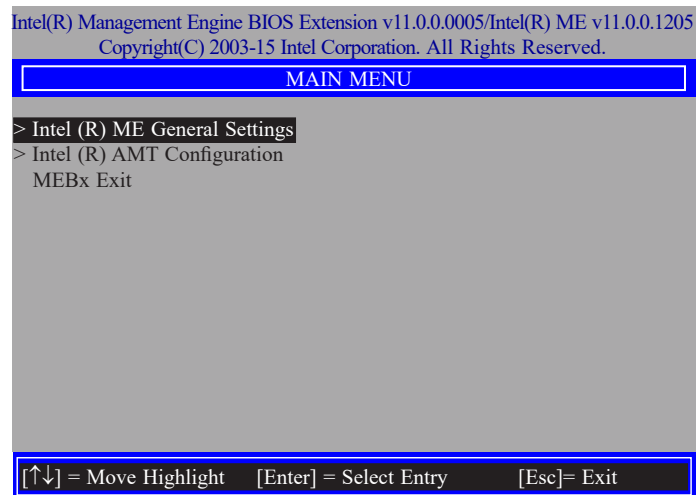 Intel(R) Management Engine BIOS Extension v11.0.0.0005/Intel(R) ME v11.0.0.1205
Copyright(C) 2003-15 Intel Corporation. All Rights Reserved.
MAIN MENU
> Intel (R) ME General Settings
> Intel (R) AMT Configuration
MEBx Exit
[↑↓] = Move Highlight [Enter] = Select Entry [Esc]= Exit